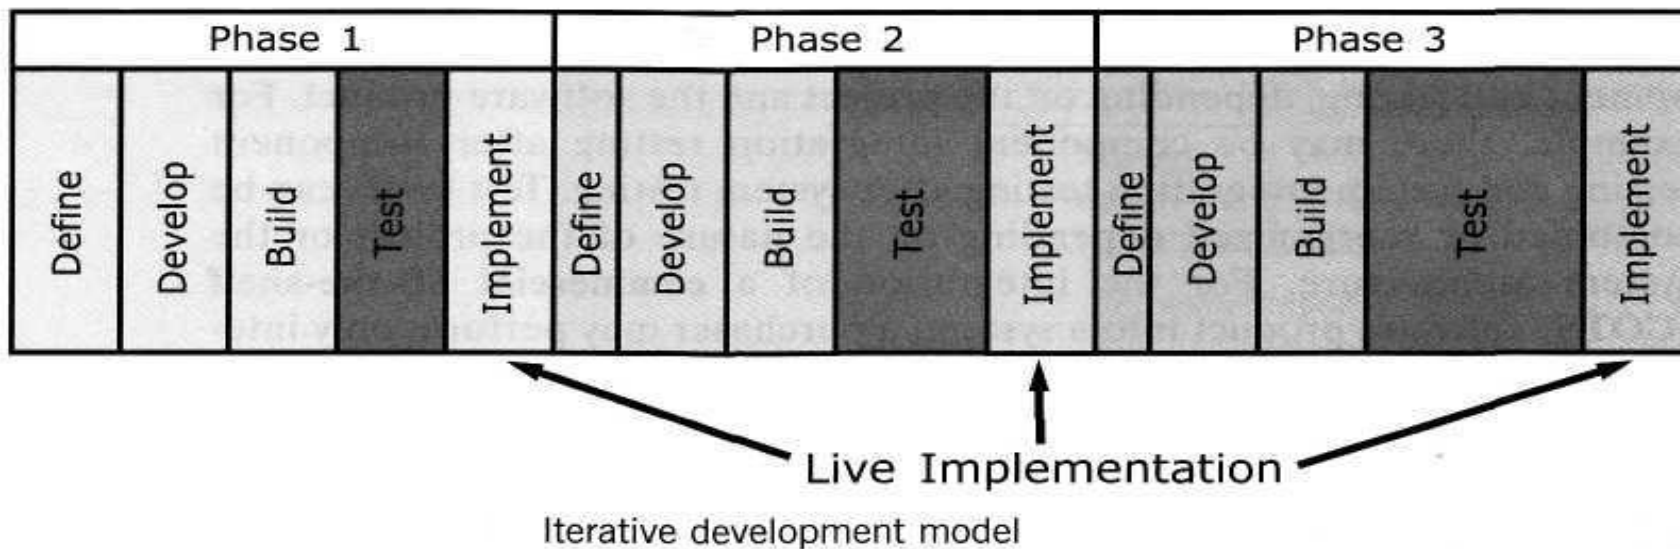 Phase 1 Phase 2 Phase 3
Define Develop Build Test Implement Define Develop Build Test Implement Define Develop Build Test Implement
Live Implementation
Iterative development model